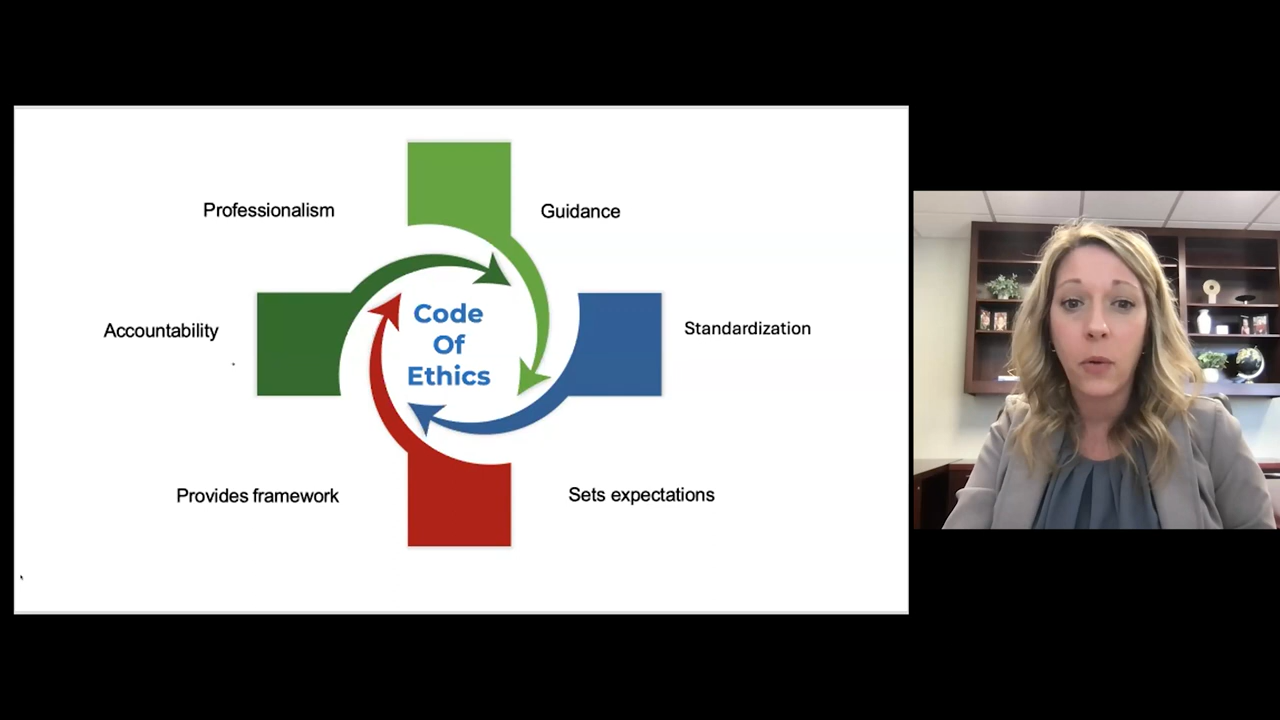 Professionalism
Guidance
Code
Of
Ethics
Accountability
Standardization
Provides framework
Sets expectations